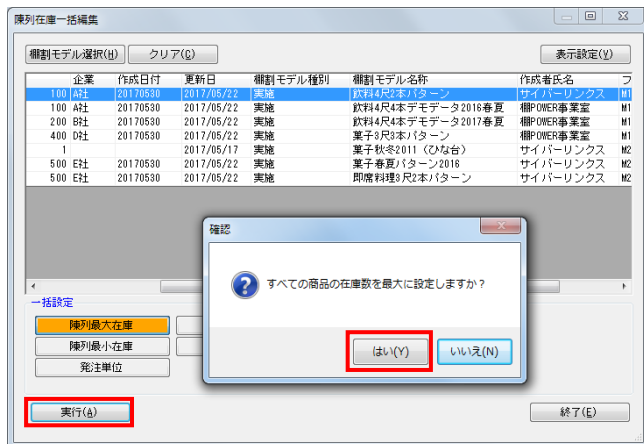 陳列在庫一括編集
棚割モデル選択(H) クリア(C) 表示設定(V)
企業 作成日付 更新日 棚割モデル種別 棚割モデル名称 作成者氏名 フ
100 A社 20170530 2017/05/22 実施 飲料4尺2本パターン サイバーリンクス M1
100 A社 20170530 2017/05/22 実施 飲料4尺4本デモデータ2016春夏 棚POWER事業室 M1
200 B社 20170530 2017/05/22 実施 飲料4尺4本デモデータ2017春夏 棚POWER事業室 M1
400 D社 20170530 2017/05/22 実施 菓子3尺3本パターン 棚POWER事業室 M1
1 2017/05/17 実施 菓子秋冬2011（ひな台） サイバーリンクス M2
500 E社 20170530 2017/05/22 実施 菓子春夏パターン2016 サイバーリンクス M2
500 E社 20170530 2017/05/22 実施 即席料理3尺2本パターン サイバーリンクス M2
確認
すべての商品の在庫数を最大に設定しますか？
はい(Y) いいえ(N)
一括設定
陳列最大在庫
陳列最小在庫
発注単位
実行(A) 終了(E)